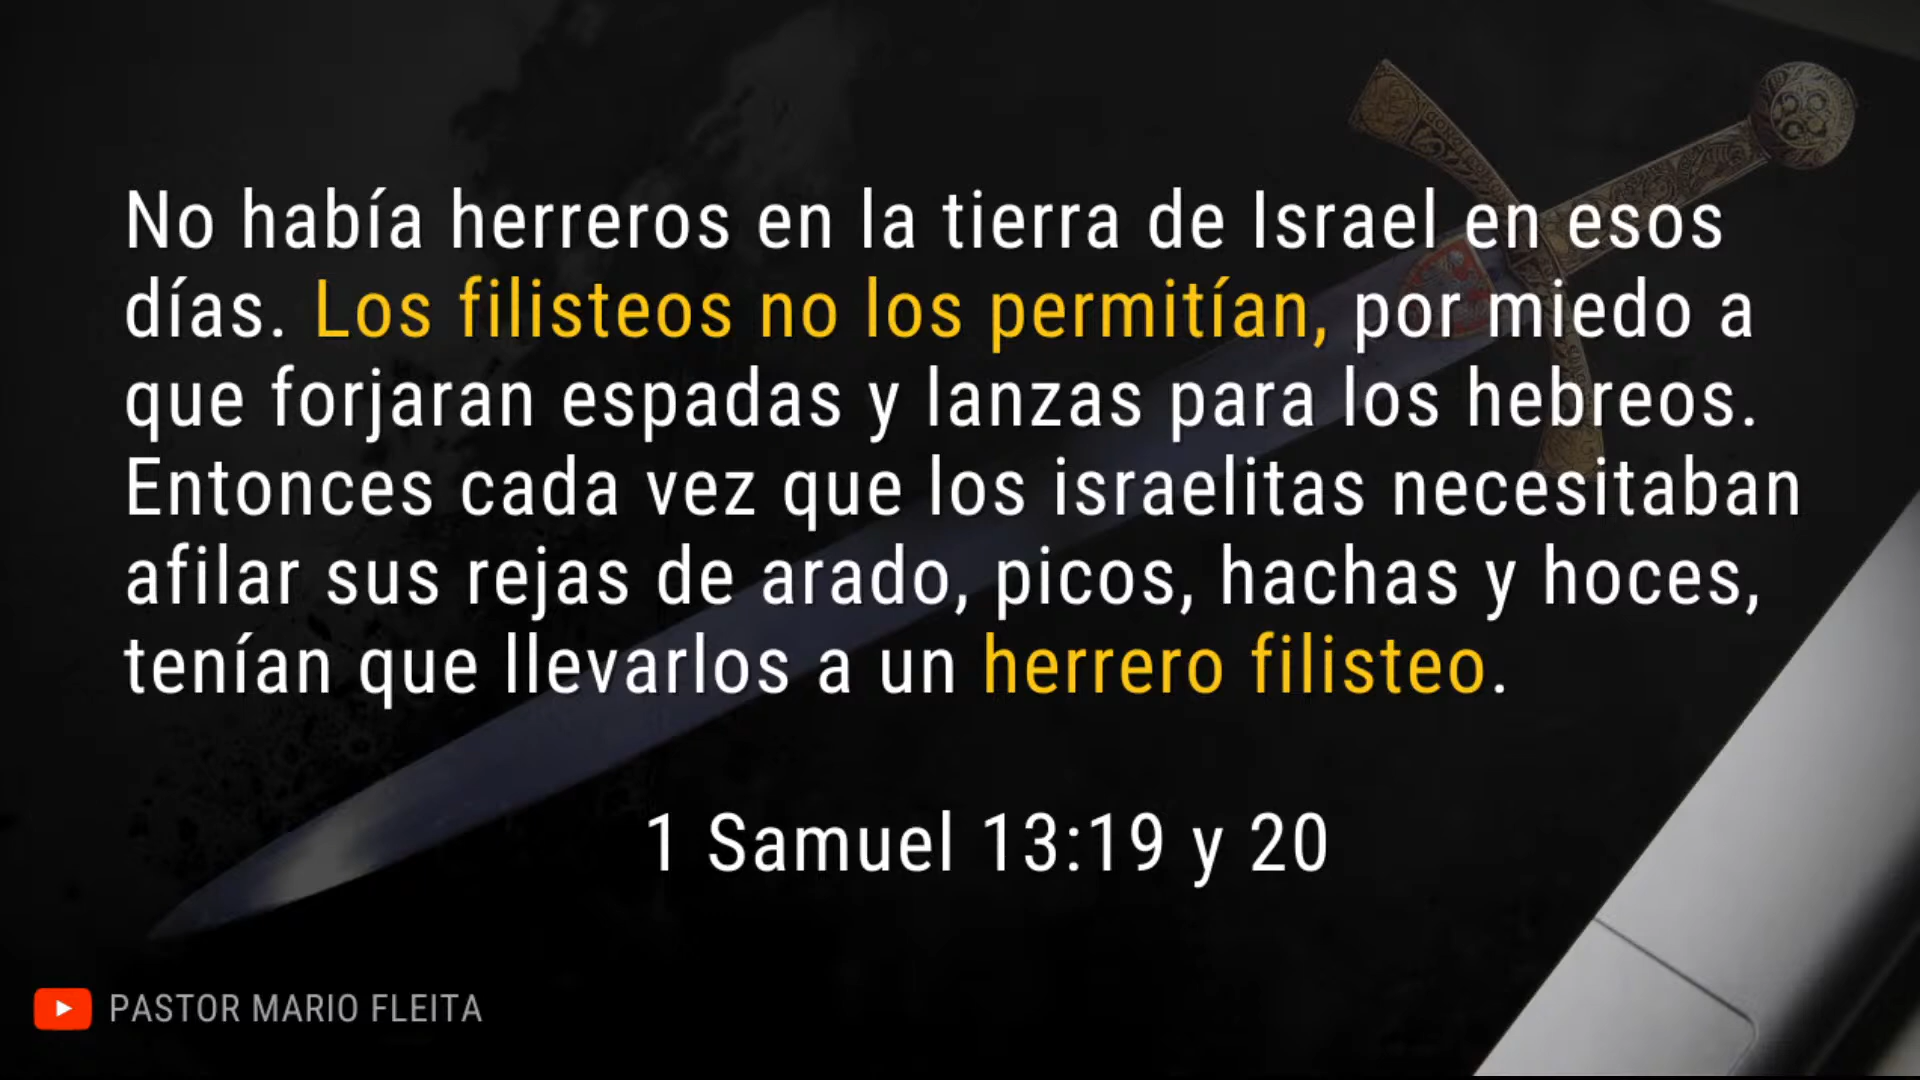 No había herreros en la tierra de Israel en esos
días. Los filisteos no los permitían, por miedo a
que forjaran espadas y lanzas para los hebreos.
Entonces cada vez que los israelitas necesitaban
afilar sus rejas de arado, picos, hachas y hoces,
tenían que llevarlos a un herrero filisteo.
1 Samuel 13:19 y 20
PASTOR MARIO FLEITA